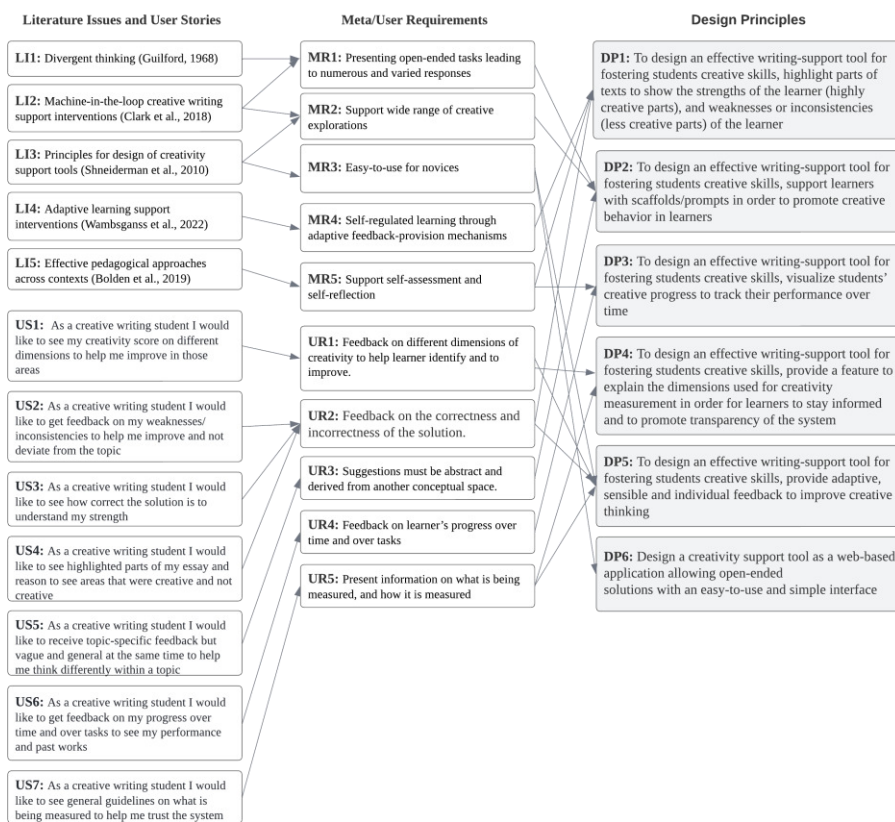 Literature Issues and User Stories
LI1: Divergent thinking (Guilford, 1968)
LI2: Machine-in-the-loop creative writing
support interventions (Clark et al., 2018)
LI3: Principles for design of creativity
support tools (Shneiderman et al., 2010)
LI4: Adaptive learning support
interventions (Wambsganss et al., 2022)
LI5: Effective pedagogical approaches
across contexts (Bolden et al., 2019)
US1: As a creative writing student I would
like to see my creativity score on different
dimensions to help me improve in those
areas
US2: As a creative writing student I would
like to get feedback on my weaknesses/
inconsistencies to help me improve and not
deviate from the topic
US3: As a creative writing student I would
like to see how correct the solution is to
understand my strength
US4: As a creative writing student I would
like to see highlighted parts of my essay and
reason to see areas that were creative and not
creative
US5: As a creative writing student I would
like to receive topic-specific feedback but
vague and general at the same time to help
me think differently within a topic
US6: As a creative writing student I would
like to get feedback on my progress over
time and over tasks to see my performance
and past works
US7: As a creative writing student I would
like to see general guidelines on what is
being measured to help me trust the system
Meta/User Requirements
MR1: Presenting open-ended tasks leading
to numerous and varied responses
MR2: Support wide range of creative
explorations
MR3: Easy-to-use for novices
MR4: Self-regulated learning through
adaptive feedback-provision mechanisms
MR5: Support self-assessment and
self-reflection
UR1: Feedback on different dimensions of
creativity to help learner identify and to
improve.
UR2: Feedback on the correctness and
incorrectness of the solution.
UR3: Suggestions must be abstract and
derived from another conceptual space.
UR4: Feedback on learner's progress over
time and over tasks
UR5: Present information on what is being
measured, and how it is measured
Design Principles
DP1: To design an effective writing-support tool for
fostering students creative skills, highlight parts of
texts to show the strengths of the learner (highly
creative parts), and weaknesses or inconsistencies
(less creative parts) of the learner
DP2: To design an effective writing-support tool for
fostering students creative skills, support learners
with scaffolds/prompts in order to promote creative
behavior in learners
DP3: To design an effective writing-support tool for
fostering students creative skills, visualize students'
creative progress to track their performance over
time
DP4: To design an effective writing-support tool for
fostering students creative skills, provide a feature to
explain the dimensions used for creativity
measurement in order for learners to stay informed
and to promote transparency of the system
DP5: To design an effective writing-support tool for
fostering students creative skills, provide adaptive,
sensible and individual feedback to improve creative
thinking
DP6: Design a creativity support tool as a web-based
application allowing open-ended
solutions with an easy-to-use and simple interface